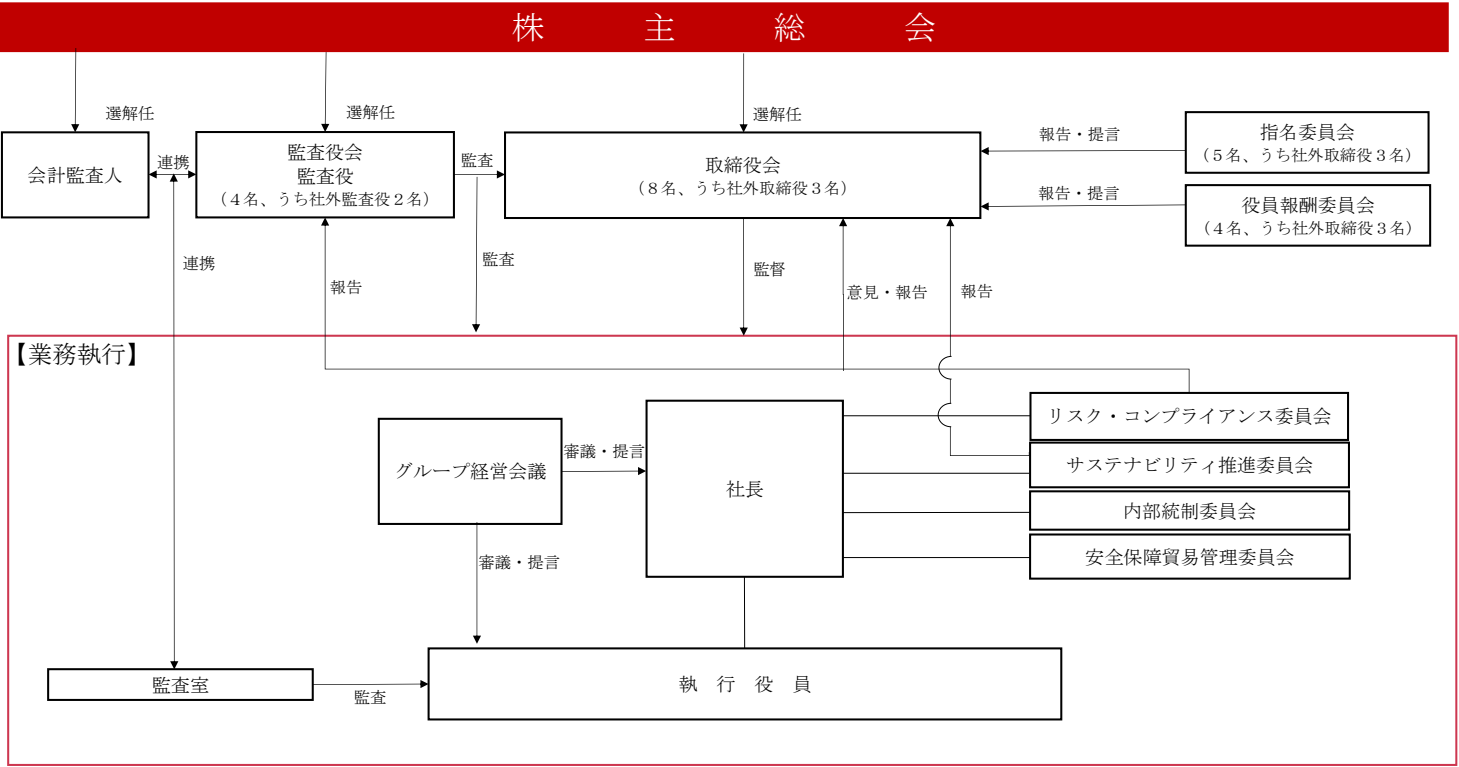 株主総会
選解任
選解任
選解任
会計監査人
連携
監査役会
監査役
（４名、うち社外監査役２名）
監査
取締役会
（８名、うち社外取締役３名）
報告・提言
指名委員会
（５名、うち社外取締役３名）
報告・提言
役員報酬委員会
（４名、うち社外取締役３名）
連携
報告
監査
監督
意見・報告
報告
【業務執行】
グループ経営会議
審議・提言
社長
リスク・コンプライアンス委員会
サステナビリティ推進委員会
内部統制委員会
安全保障貿易管理委員会
審議・提言
監査室
監査
執行役員